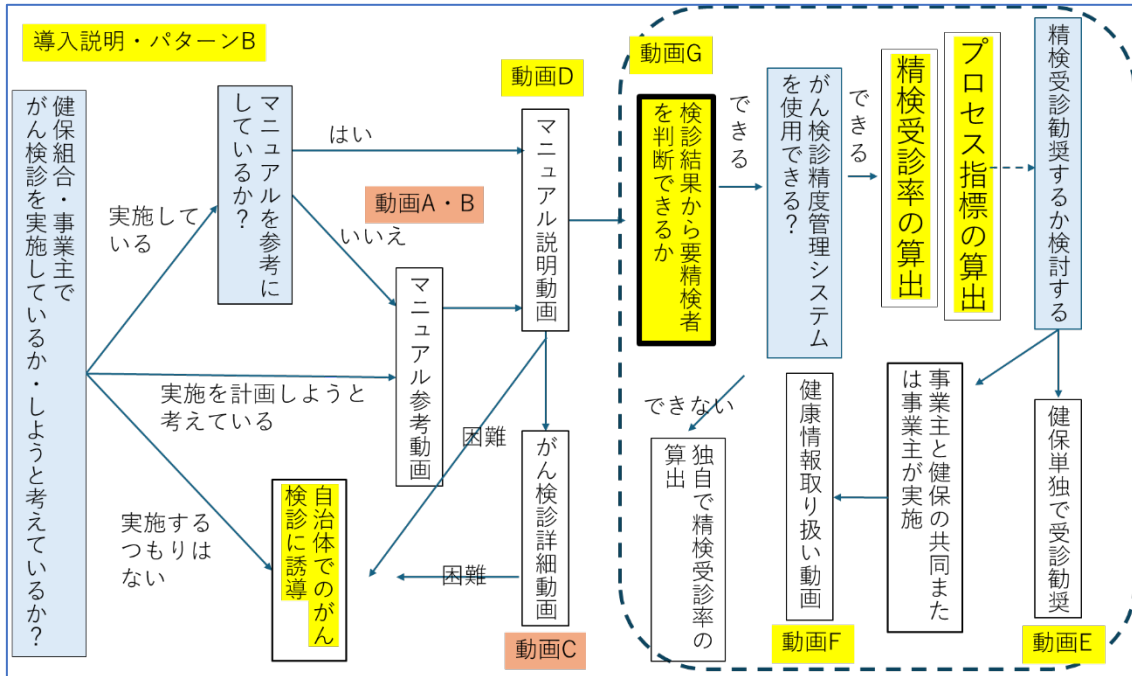 導入説明・パターンB
健保組合・事業主で
がん検診を実施しているか・しようと考えているか？
実施して
いる
実施を計画しようと
考えている
実施する
つもりは
ない
マニュアルを参考に
しているか？
はい
いいえ
動画A・B
マニュアル参考動画
自治体でのがん
検診に誘導
動画D
マニュアル説明動画
困難
がん検診詳細動画
困難
動画C
動画G
検診結果から要精検者
を判断できるか
できる
がん検診精度管理システム
を使用できる？
できる
精検受診率の算出
プロセス指標の算出
精検受診勧奨するか検討する
できない
独自で精検受診率の
算出
健康情報取り扱い動画
動画F
事業主と健保の共同また
は事業主が実施
健保単独で受診勧奨
動画E